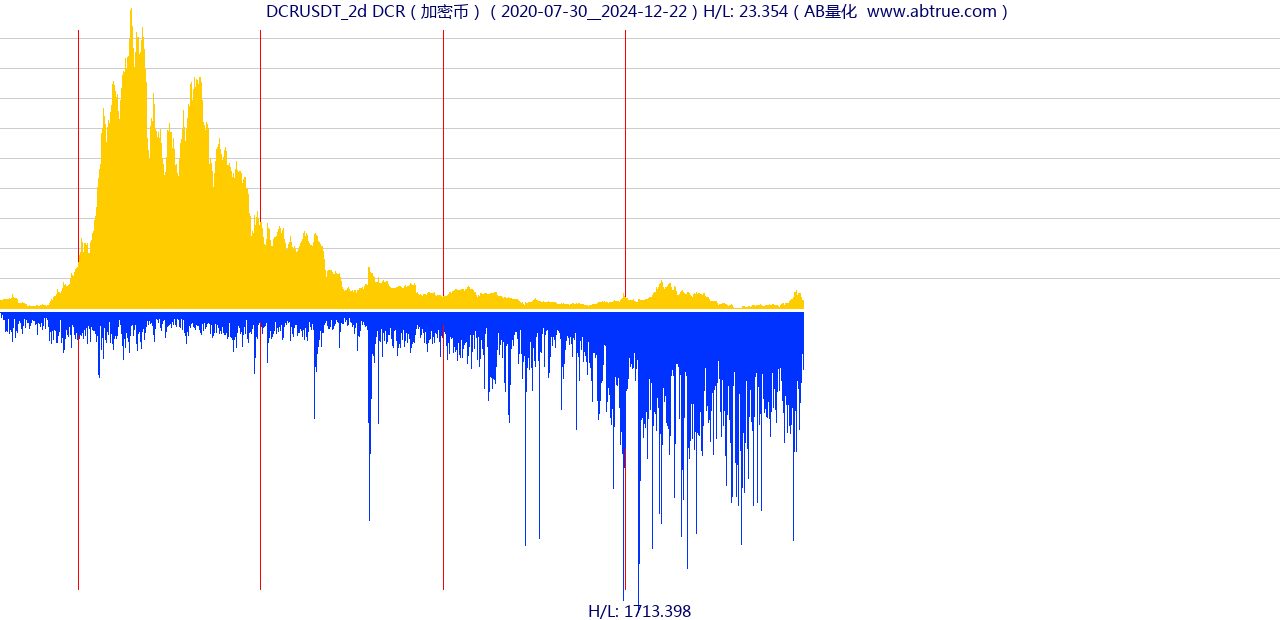 DCRUSDT_2d DCR ( 加密币 ) ( 2020-07-30__2024-12-22 ) H/L: 23.354 ( AB量化  www.abtrue.com )
H/L: 1713.398